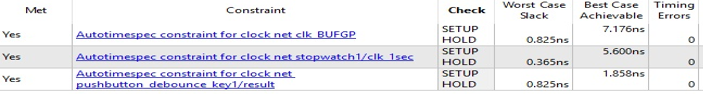 Met Constraint Check Worst Case Slack Best Case Achievable Timing Errors
Yes Autotimespec constraint for clock net clk_BUFGP SETUP 7.176ns
HOLD 0.825ns 0
Yes Autotimespec constraint for clock net stopwatch1/clk_1sec SETUP 5.600ns
HOLD 0.365ns 0
Yes Autotimespec constraint for clock net pushbutton_debounce_key1/result SETUP 1.858ns
HOLD 0.825ns 0